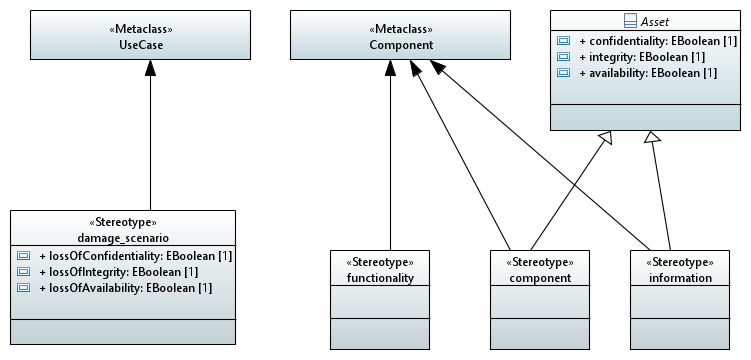 «Metaclass»
UseCase
«Metaclass»
Component
Asset
+ confidentiality: EBoolean [1]
+ integrity: EBoolean [1]
+ availability: EBoolean [1]
«Stereotype»
damage_scenario
+ lossOfConfidentiality: EBoolean [1]
+ lossOfIntegrity: EBoolean [1]
+ lossOfAvailability: EBoolean [1]
«Stereotype»
functionality
«Stereotype»
component
«Stereotype»
information